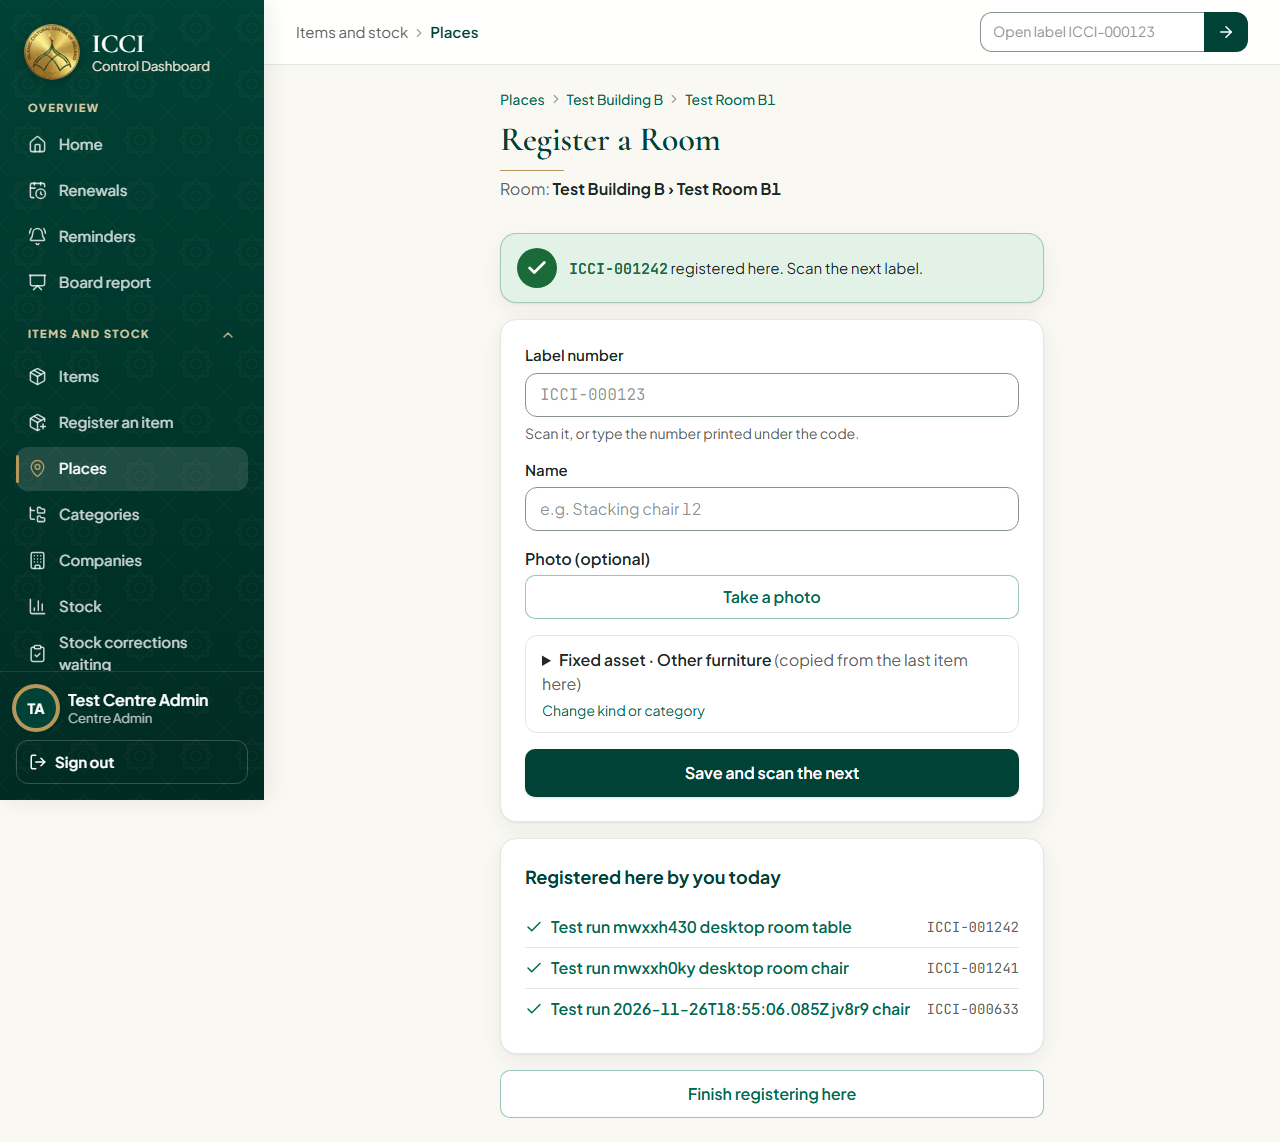 ICCI
Control Dashboard
OVERVIEW
Home
Renewals
Reminders
Board report
ITEMS AND STOCK
Items
Register an item
Places
Categories
Companies
Stock
Stock corrections
waiting
TA
Test Centre Admin
Centre Admin
Sign out
Items and stock › Places
Open label ICCI-000123
Places › Test Building B › Test Room B1
Register a Room
Room: Test Building B › Test Room B1
ICCI-001242 registered here. Scan the next label.
Label number
ICCI-000123
Scan it, or type the number printed under the code.
Name
e.g. Stacking chair 12
Photo (optional)
Take a photo
Fixed asset · Other furniture (copied from the last item
here)
Change kind or category
Save and scan the next
Registered here by you today
Test run mwxxh430 desktop room table ICCI-001242
Test run mwxxh0ky desktop room chair ICCI-001241
Test run 2026-11-26T18:55:06.085Z jv8r9 chair ICCI-000633
Finish registering here